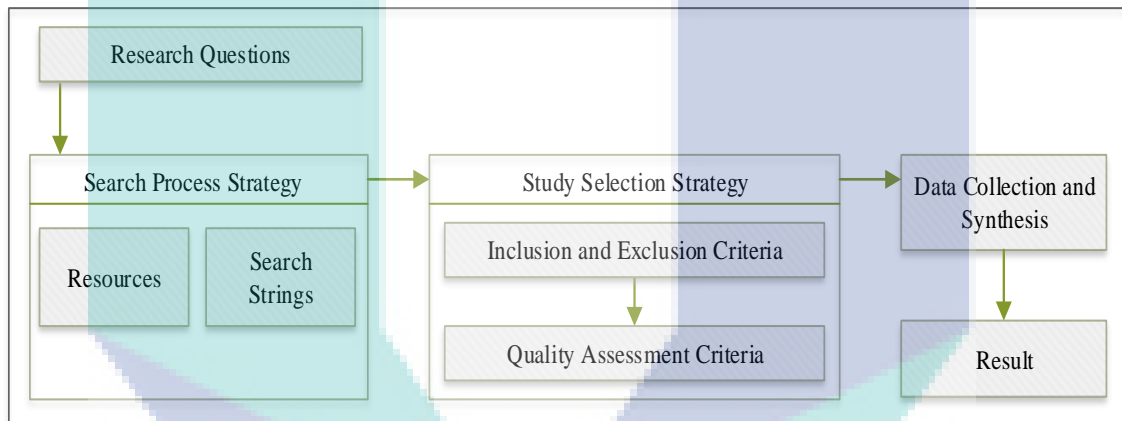 Research Questions
Search Process Strategy
Resources
Search
Strings
Study Selection Strategy
Inclusion and Exclusion Criteria
Quality Assessment Criteria
Data Collection and
Synthesis
Result